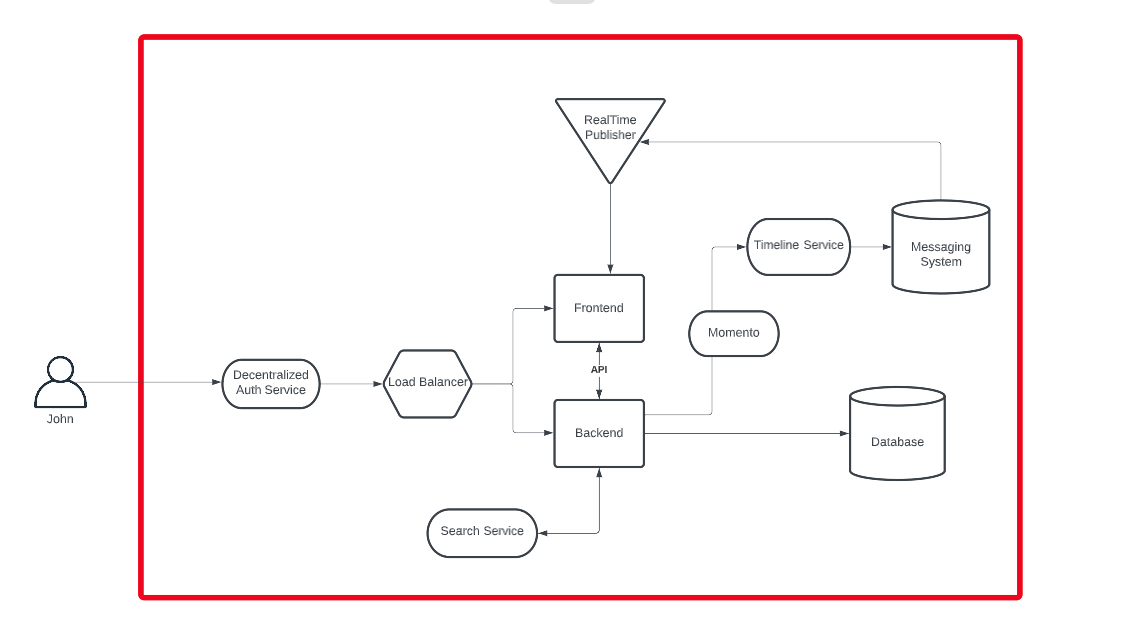 RealTime
Publisher
Timeline Service
Messaging
System
Frontend
Momento
API
Decentralized
Auth Service
Load Balancer
John
Backend
Database
Search Service